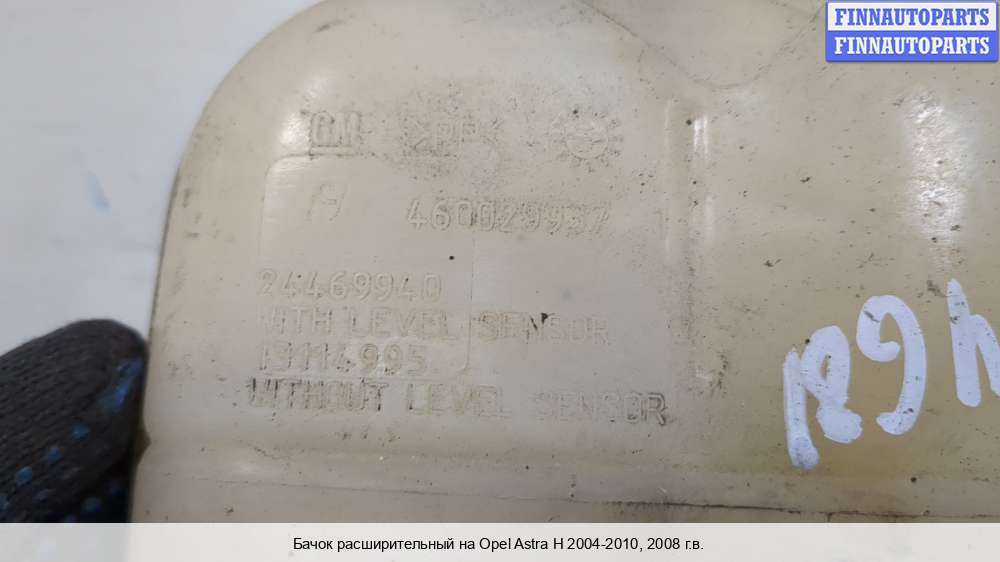 FINNAUTOPARTS
FINNAUTOPARTS
GM >PP<
A 460029937
24469940
WITH LEVEL SENSOR
13114995
WITHOUT LEVEL SENSOR
Бачок расширительный на Opel Astra H 2004-2010, 2008 г.в.